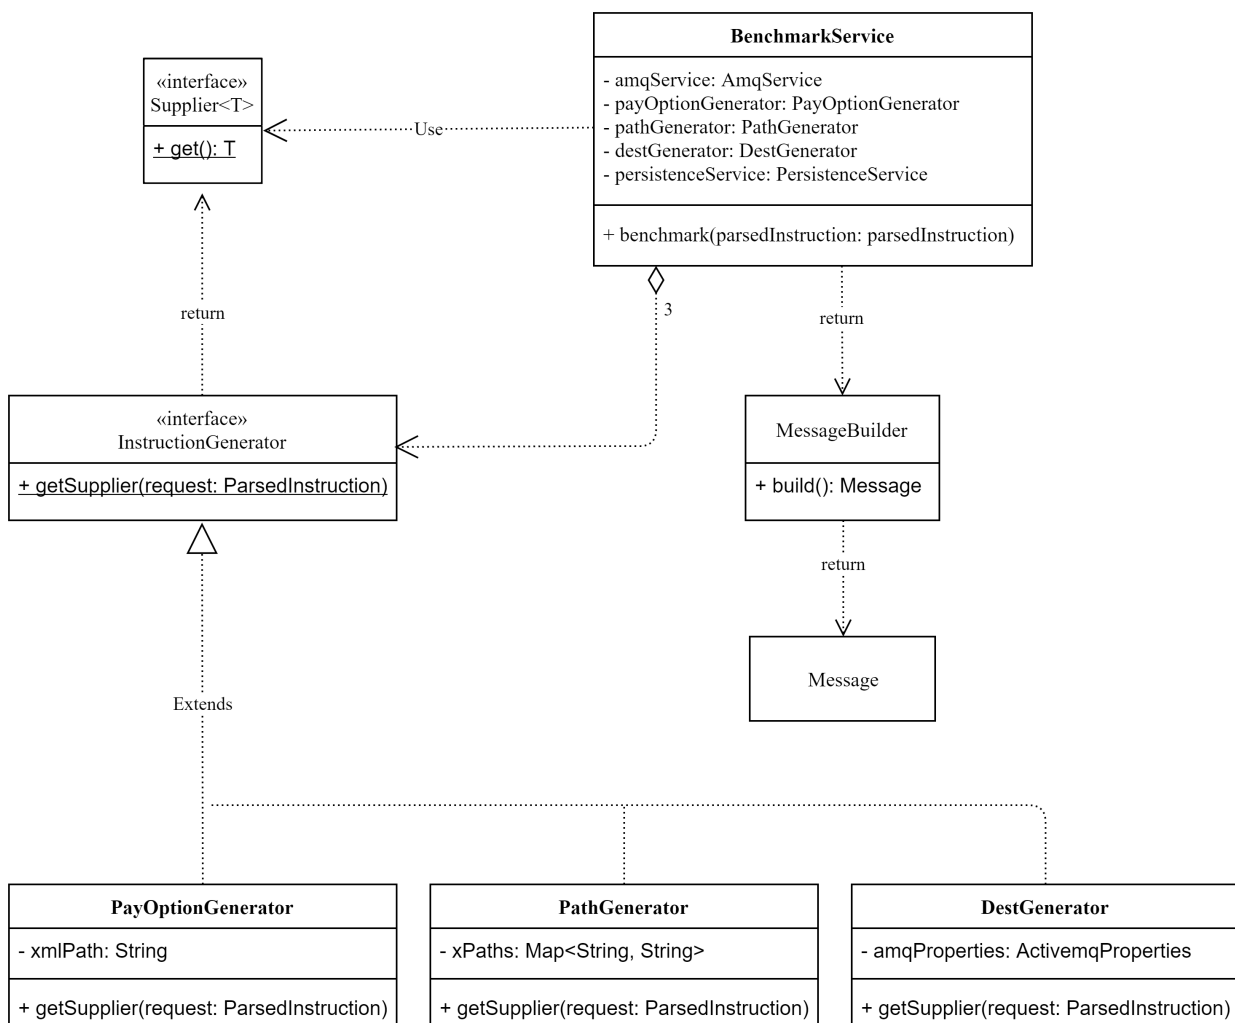 BenchmarkService
- amqService: AmqService
- payOptionGenerator: PayOptionGenerator
- pathGenerator: PathGenerator
- destGenerator: DestGenerator
- persistenceService: PersistenceService
+ benchmark(parsedInstruction: parsedInstruction)
«interface»
Supplier<T>
+ get(): T
Use
return
3
return
«interface»
InstructionGenerator
+ getSupplier(request: ParsedInstruction)
MessageBuilder
+ build(): Message
return
Message
Extends
PayOptionGenerator
- xmlPath: String
+ getSupplier(request: ParsedInstruction)
PathGenerator
- xPaths: Map<String, String>
+ getSupplier(request: ParsedInstruction)
DestGenerator
- amqProperties: ActivemqProperties
+ getSupplier(request: ParsedInstruction)